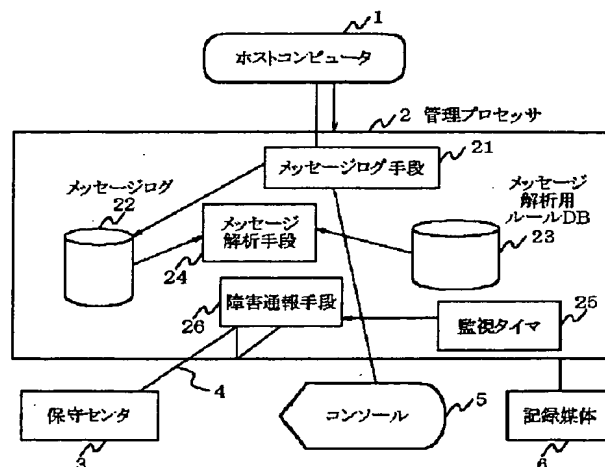 1
ホストコンピュータ
2 管理プロセッサ
21
メッセージログ手段
メッセージログ
22
メッセージ
解析手段
24
メッセージ
解析用
ルールDB
23
障害通報手段
26
25
監視タイマ
4
保守センタ
3
コンソール
5
記録媒体
6